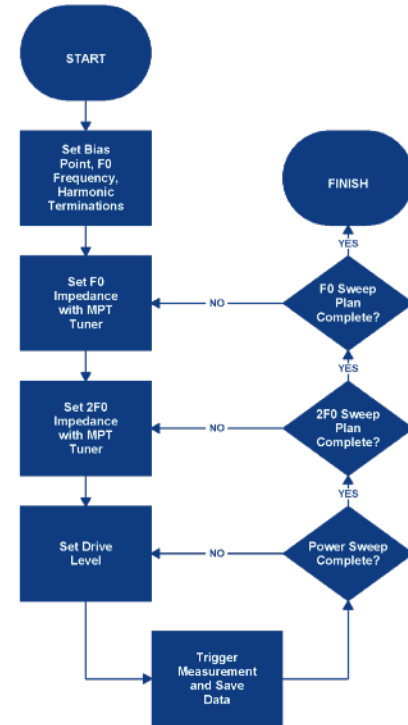 START
Set Bias
Point, F0
Frequency,
Harmonic
Terminations
FINISH
YES
Set F0
Impedance
with MPT
Tuner
NO
F0 Sweep
Plan
Complete?
YES
Set 2F0
Impedance
with MPT
Tuner
NO
2F0 Sweep
Plan
Complete?
YES
Set Drive
Level
NO
Power Sweep
Complete?
Trigger
Measurement
and Save
Data